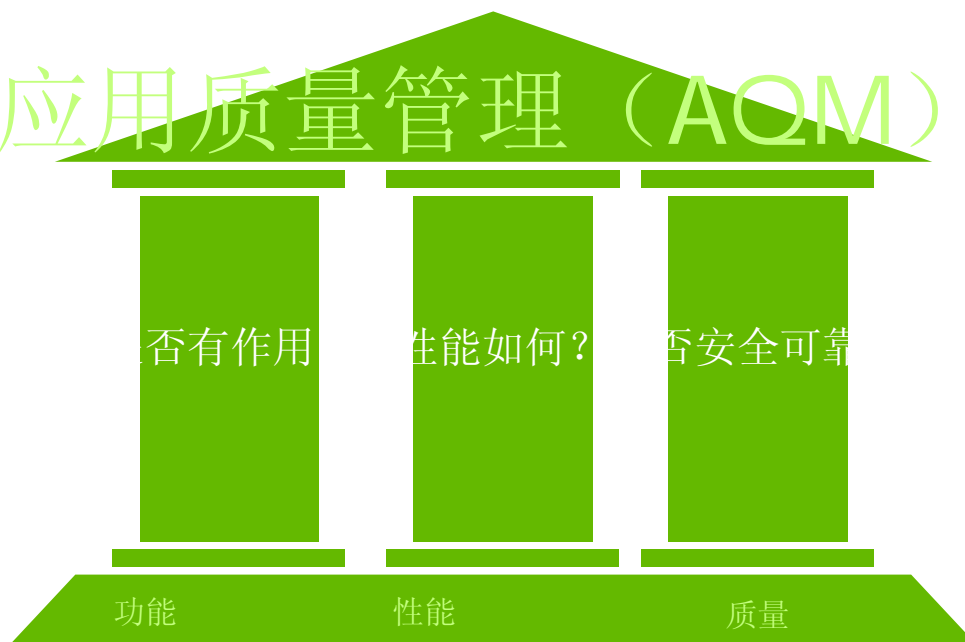 应用质量管理（AQM）
否有作用
性能如何？
否安全可靠
功能
性能
质量